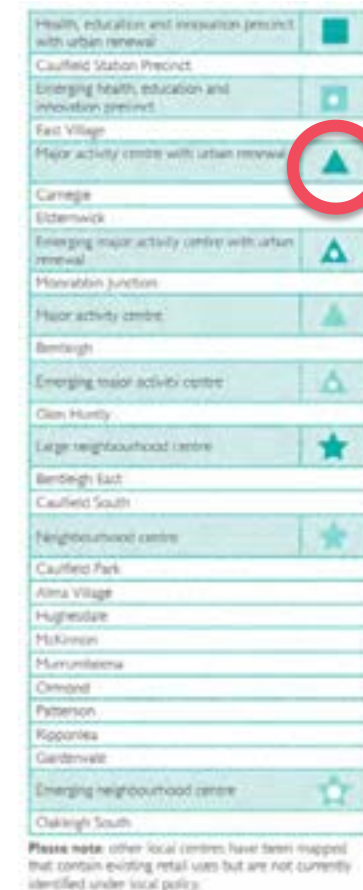 Health, education and innovation precinct
with urban renewal
Caulfield Station Precinct
Emerging health, education and
innovation precinct
East Village
Major activity centre with urban renewal
Carnegie
Elsternwick
Emerging major activity centre with urban
renewal
Moorabbin Junction
Major activity centre
Bentleigh
Emerging major activity centre
Glen Huntly
Large neighbourhood centre
Bentleigh East
Caulfield South
Neighbourhood centre
Caulfield Park
Alma Village
Hughesdale
McKinnon
Murrumbeena
Ormond
Patterson
Ripponlea
Gardenvale
Emerging neighbourhood centre
Oakleigh South
Please note: other local centres have been mapped
that contain existing retail uses but are not currently
identified under local policy.